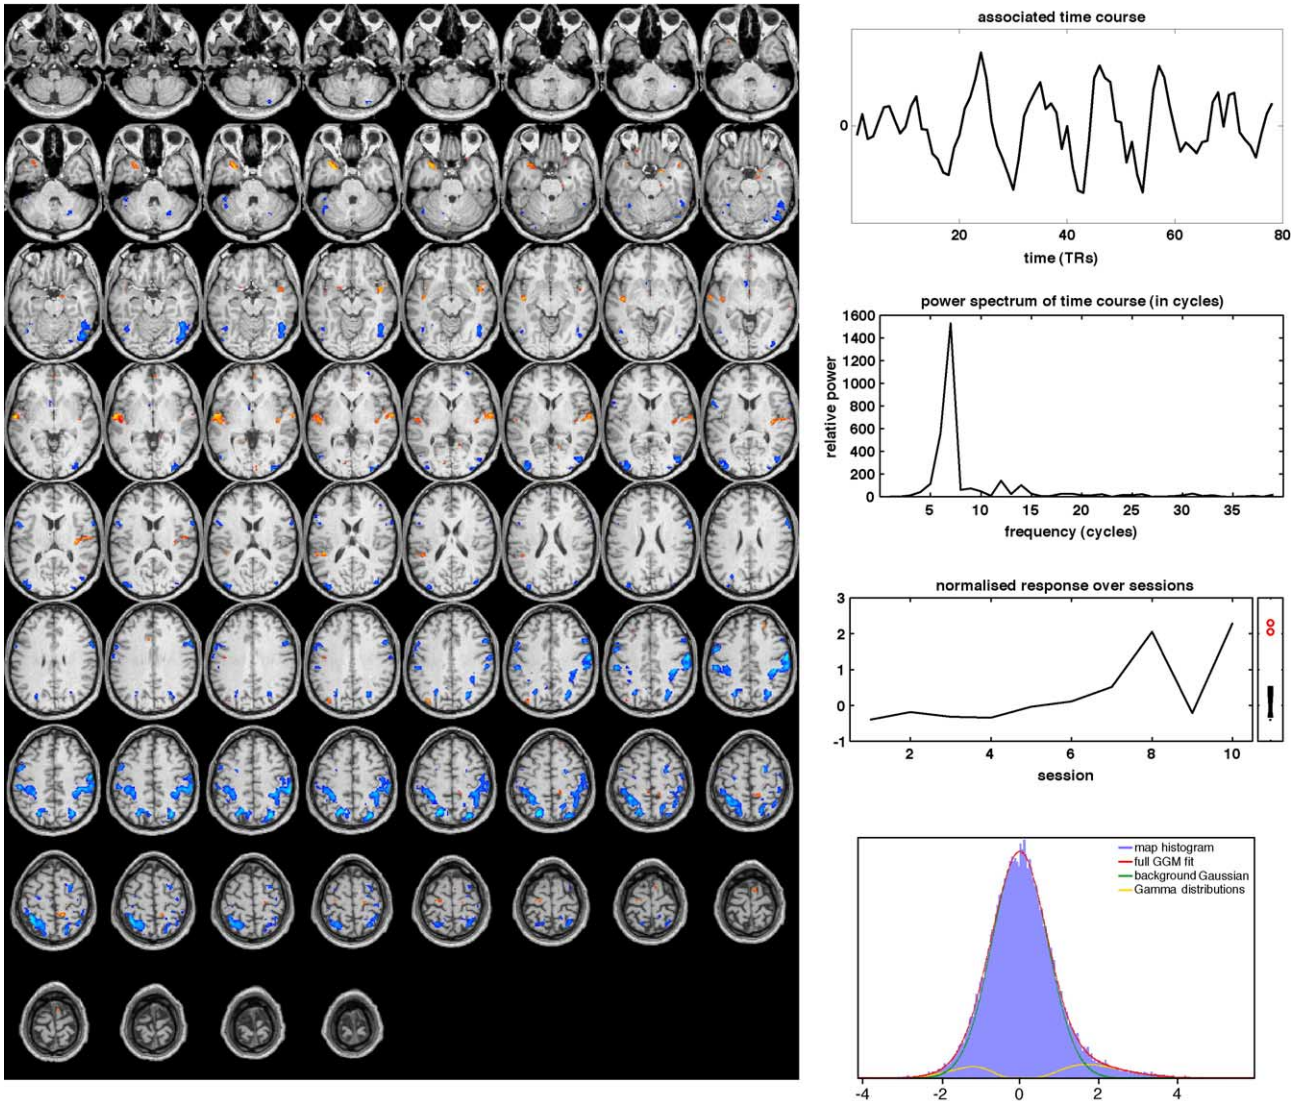 associated time course
0
20 40 60 80
time (TRs)
power spectrum of time course (in cycles)
1600
1400
1200
1000
800
600
400
200
0
relative power
5 10 15 20 25 30 35
frequency (cycles)
normalised response over sessions
3
2
1
0
-1
2 4 6 8 10
session
map histogram
full GGM fit
background Gaussian
Gamma distributions
-4 -2 0 2 4